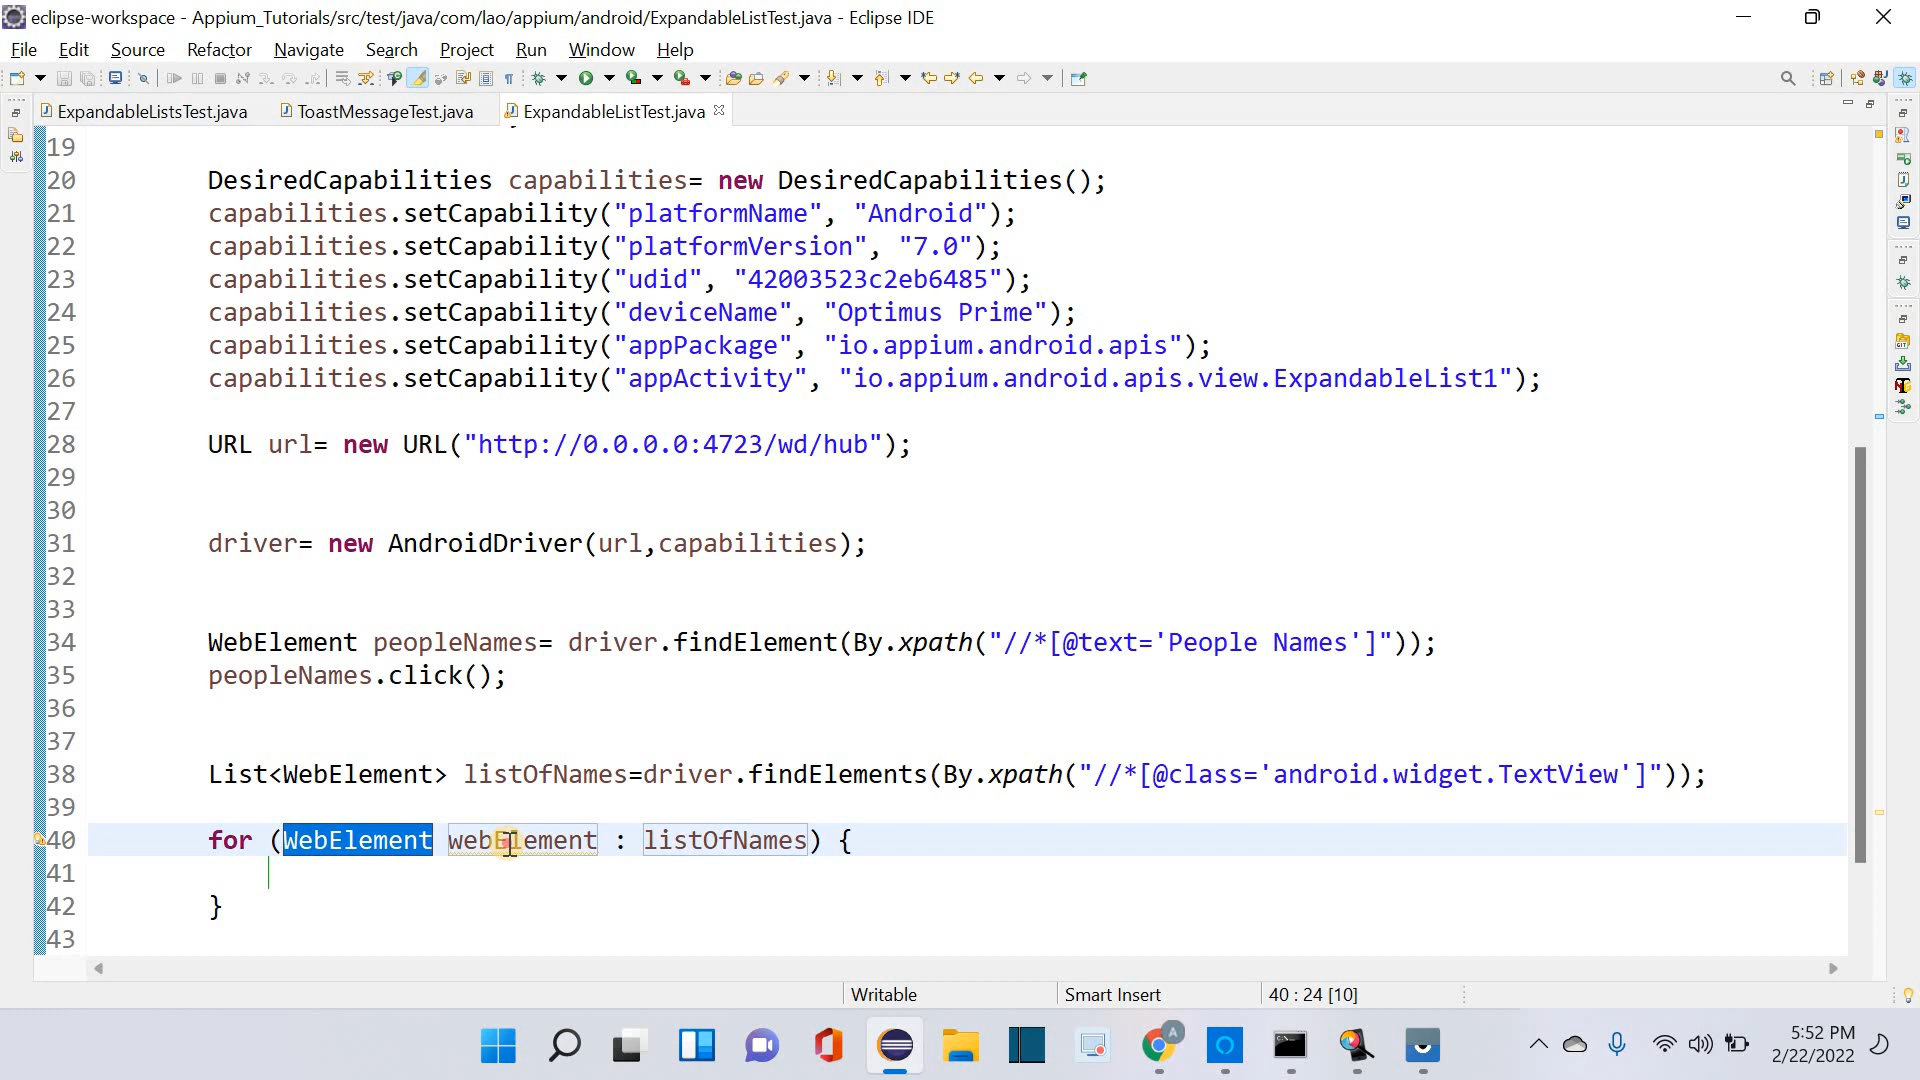 eclipse-workspace - Appium_Tutorials/src/test/java/com/lao/appium/android/ExpandableListTest.java - Eclipse IDE
File Edit Source Refactor Navigate Search Project Run Window Help
ExpandableListsTest.java ToastMessageTest.java ExpandableListTest.java
19
20 DesiredCapabilities capabilities= new DesiredCapabilities();
21 capabilities.setCapability("platformName", "Android");
22 capabilities.setCapability("platformVersion", "7.0");
23 capabilities.setCapability("udid", "42003523c2eb6485");
24 capabilities.setCapability("deviceName", "Optimus Prime");
25 capabilities.setCapability("appPackage", "io.appium.android.apis");
26 capabilities.setCapability("appActivity", "io.appium.android.apis.view.ExpandableList1");
27
28 URL url= new URL("http://0.0.0.0:4723/wd/hub");
29
30
31 driver= new AndroidDriver(url,capabilities);
32
33
34 WebElement peopleNames= driver.findElement(By.xpath("//*[@text='People Names']"));
35 peopleNames.click();
36
37
38 List<WebElement> listOfNames=driver.findElements(By.xpath("//*[@class='android.widget.TextView']"));
39
40 for (WebElement webElement : listOfNames) {
41
42 }
43
Writable Smart Insert 40 : 24 [10]
A
5:52 PM
2/22/2022